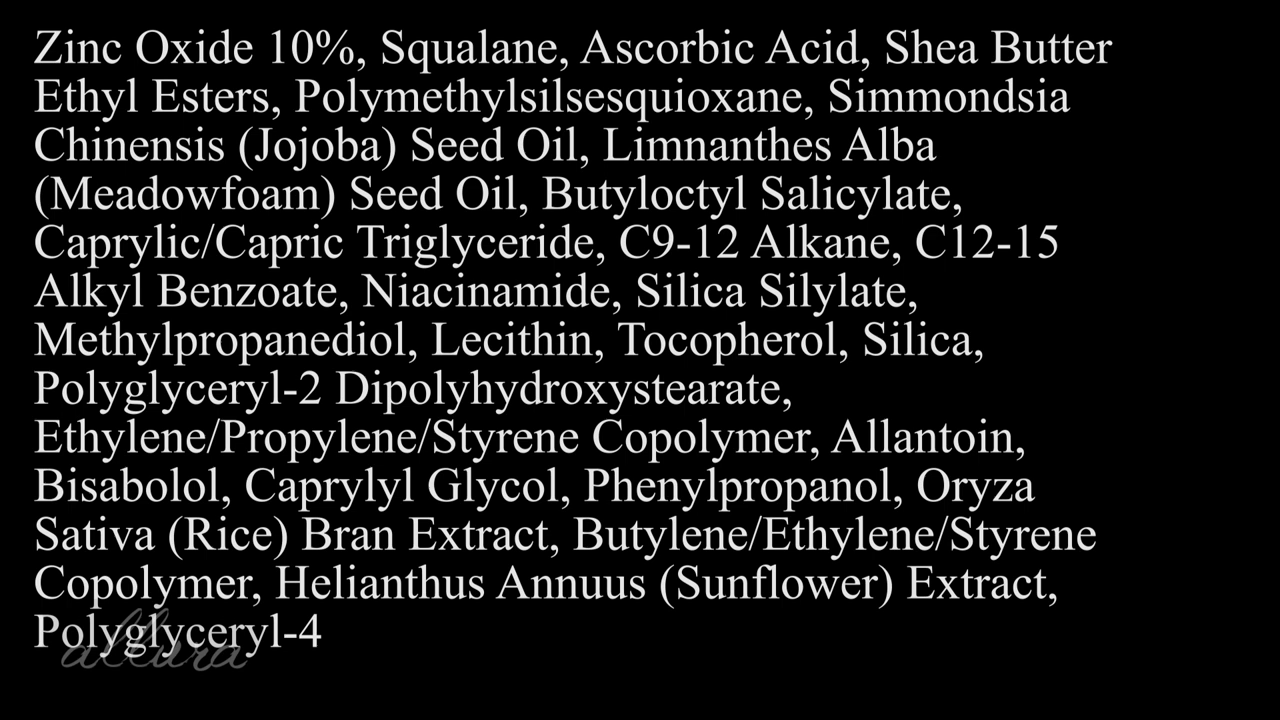 Zinc Oxide 10%, Squalane, Ascorbic Acid, Shea Butter
Ethyl Esters, Polymethylsilsesquioxane, Simmondsia
Chinensis (Jojoba) Seed Oil, Limnanthes Alba
(Meadowfoam) Seed Oil, Butyloctyl Salicylate,
Caprylic/Capric Triglyceride, C9-12 Alkane, C12-15
Alkyl Benzoate, Niacinamide, Silica Silylate,
Methylpropanediol, Lecithin, Tocopherol, Silica,
Polyglyceryl-2 Dipolyhydroxystearate,
Ethylene/Propylene/Styrene Copolymer, Allantoin,
Bisabolol, Caprylyl Glycol, Phenylpropanol, Oryza
Sativa (Rice) Bran Extract, Butylene/Ethylene/Styrene
Copolymer, Helianthus Annuus (Sunflower) Extract,
Polyglyceryl-4
allura